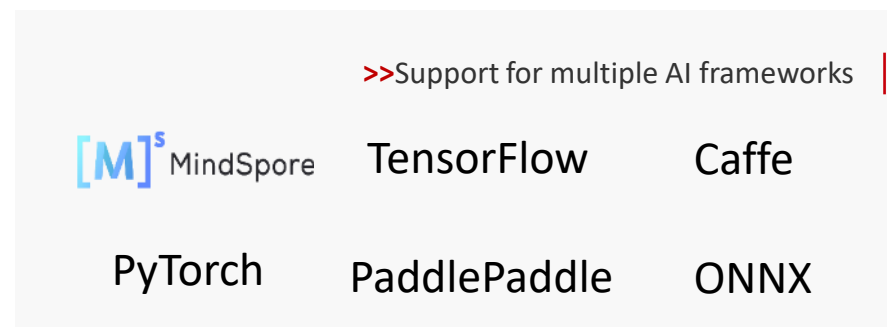 >>Support for multiple AI frameworks
[M]s MindSpore TensorFlow Caffe
PyTorch PaddlePaddle ONNX